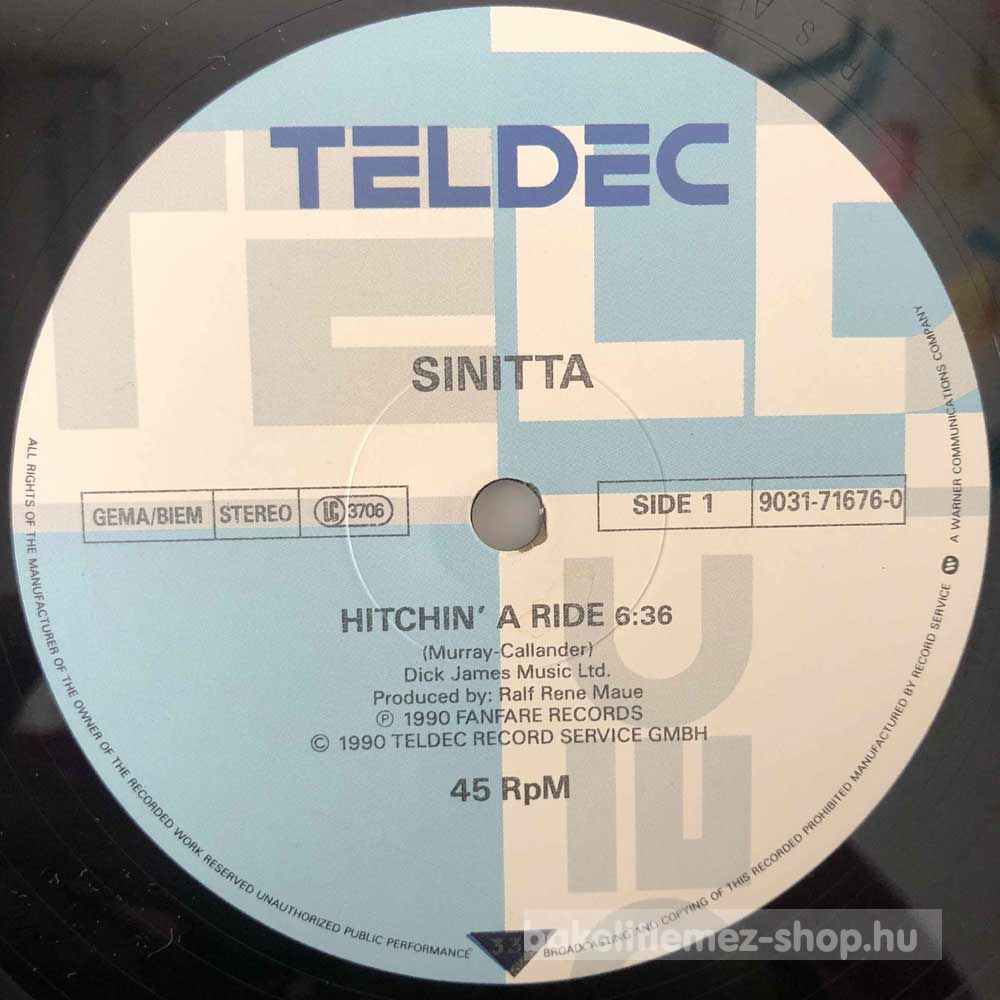 TELDEC
SINITTA
GEMA/BIEM STEREO LC 3706
SIDE 1 9031-71676-0
HITCHIN' A RIDE 6:36
(Murray-Callander)
Dick James Music Ltd.
Produced by: Ralf Rene Maue
℗ 1990 FANFARE RECORDS
© 1990 TELDEC RECORD SERVICE GMBH
45 RpM
ALL RIGHTS OF THE MANUFACTURER OF THE OWNER OF THE RECORDED WORK RESERVED UNAUTHORIZED PUBLIC PERFORMANCE BROADCASTING AND COPYING OF THIS RECORDED PROHIBITED MANUFACTURED BY RECORD SERVICE A WARNER COMMUNICATIONS COMPANY
33
bakelitlemez-shop.hu